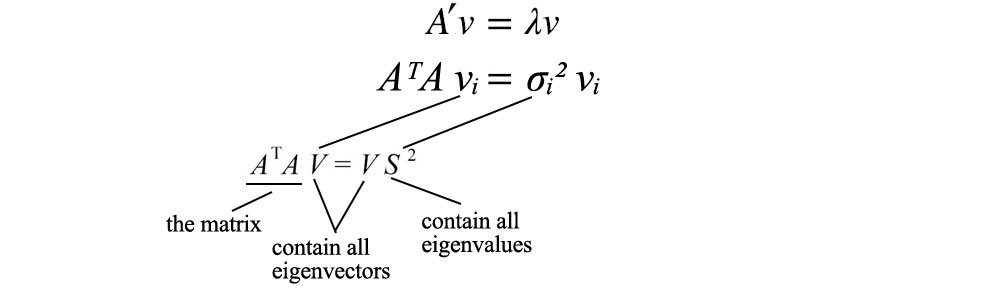 A′v = λv
AᵀA vᵢ = σᵢ² vᵢ
AᵀA V = V S²
the matrix
contain all
eigenvectors
contain all
eigenvalues